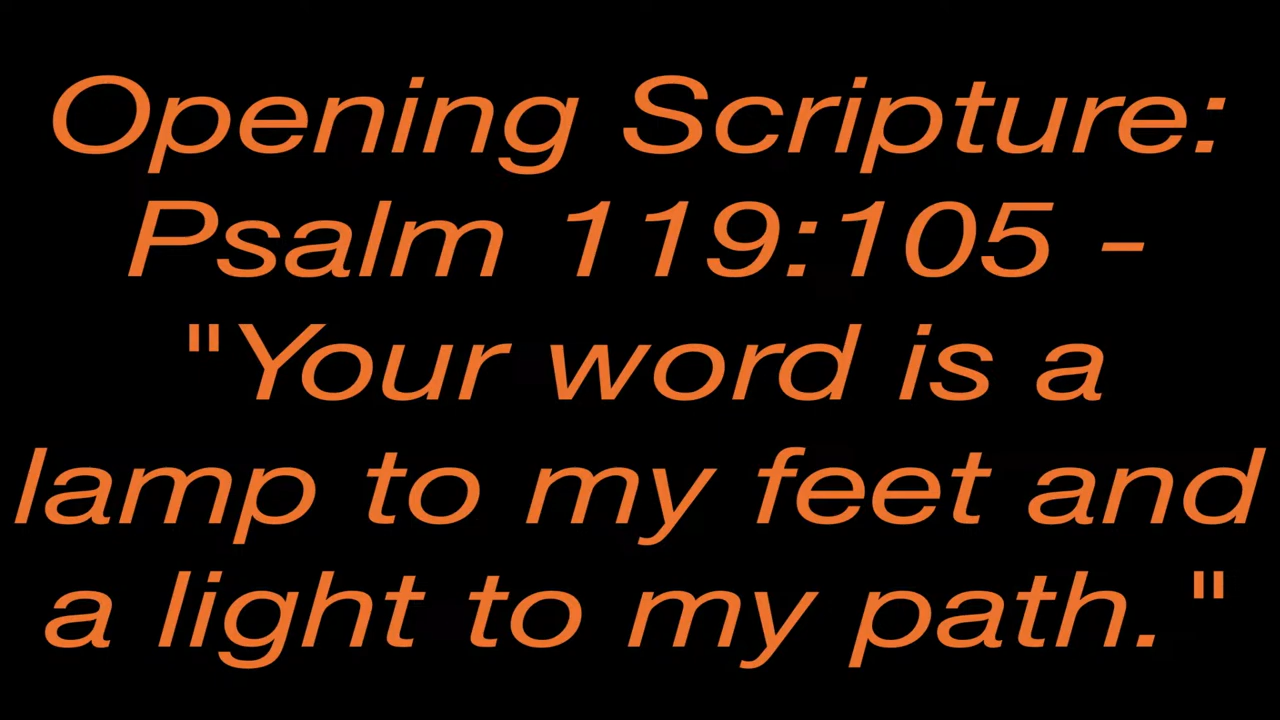 Opening Scripture:
Psalm 119:105 -
"Your word is a
lamp to my feet and
a light to my path."